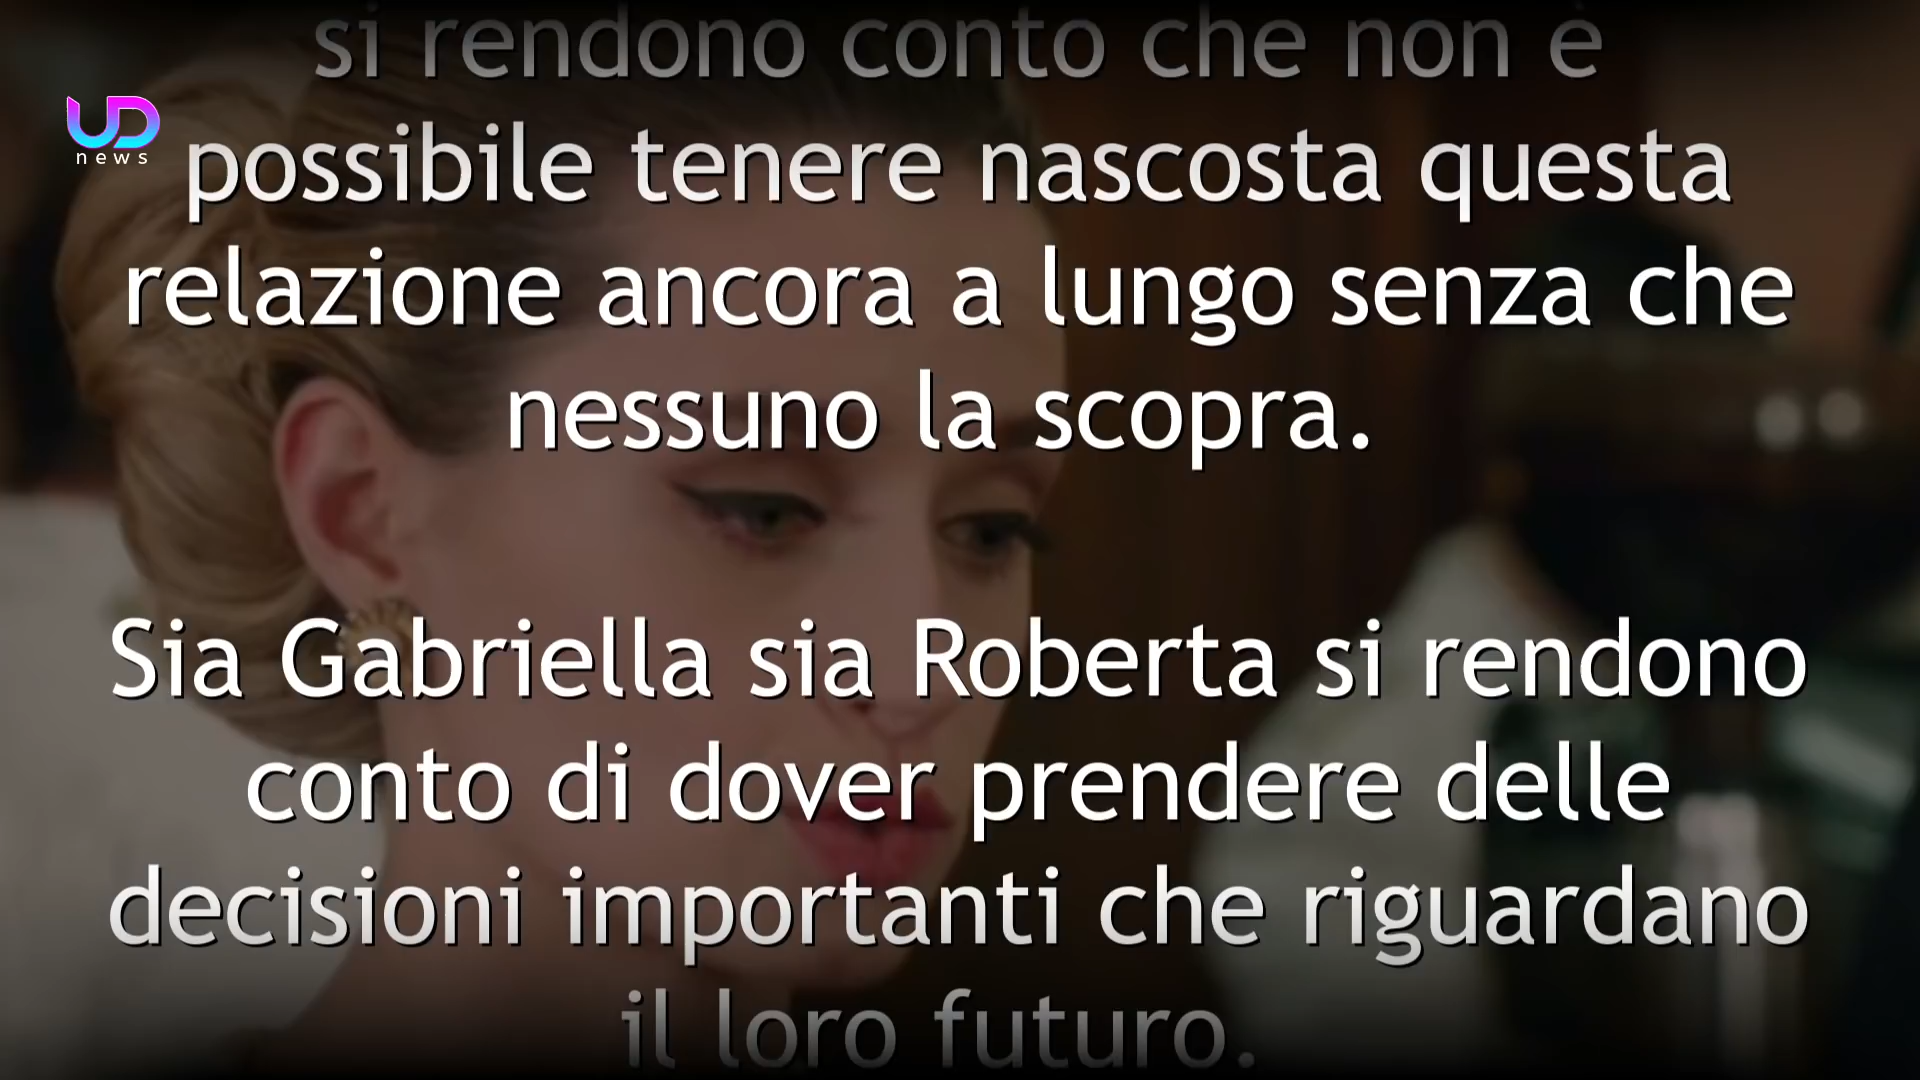 si rendono conto che non è
UD
news
possibile tenere nascosta questa
relazione ancora a lungo senza che
nessuno la scopra.
Sia Gabriella sia Roberta si rendono
conto di dover prendere delle
decisioni importanti che riguardano
il loro futuro.